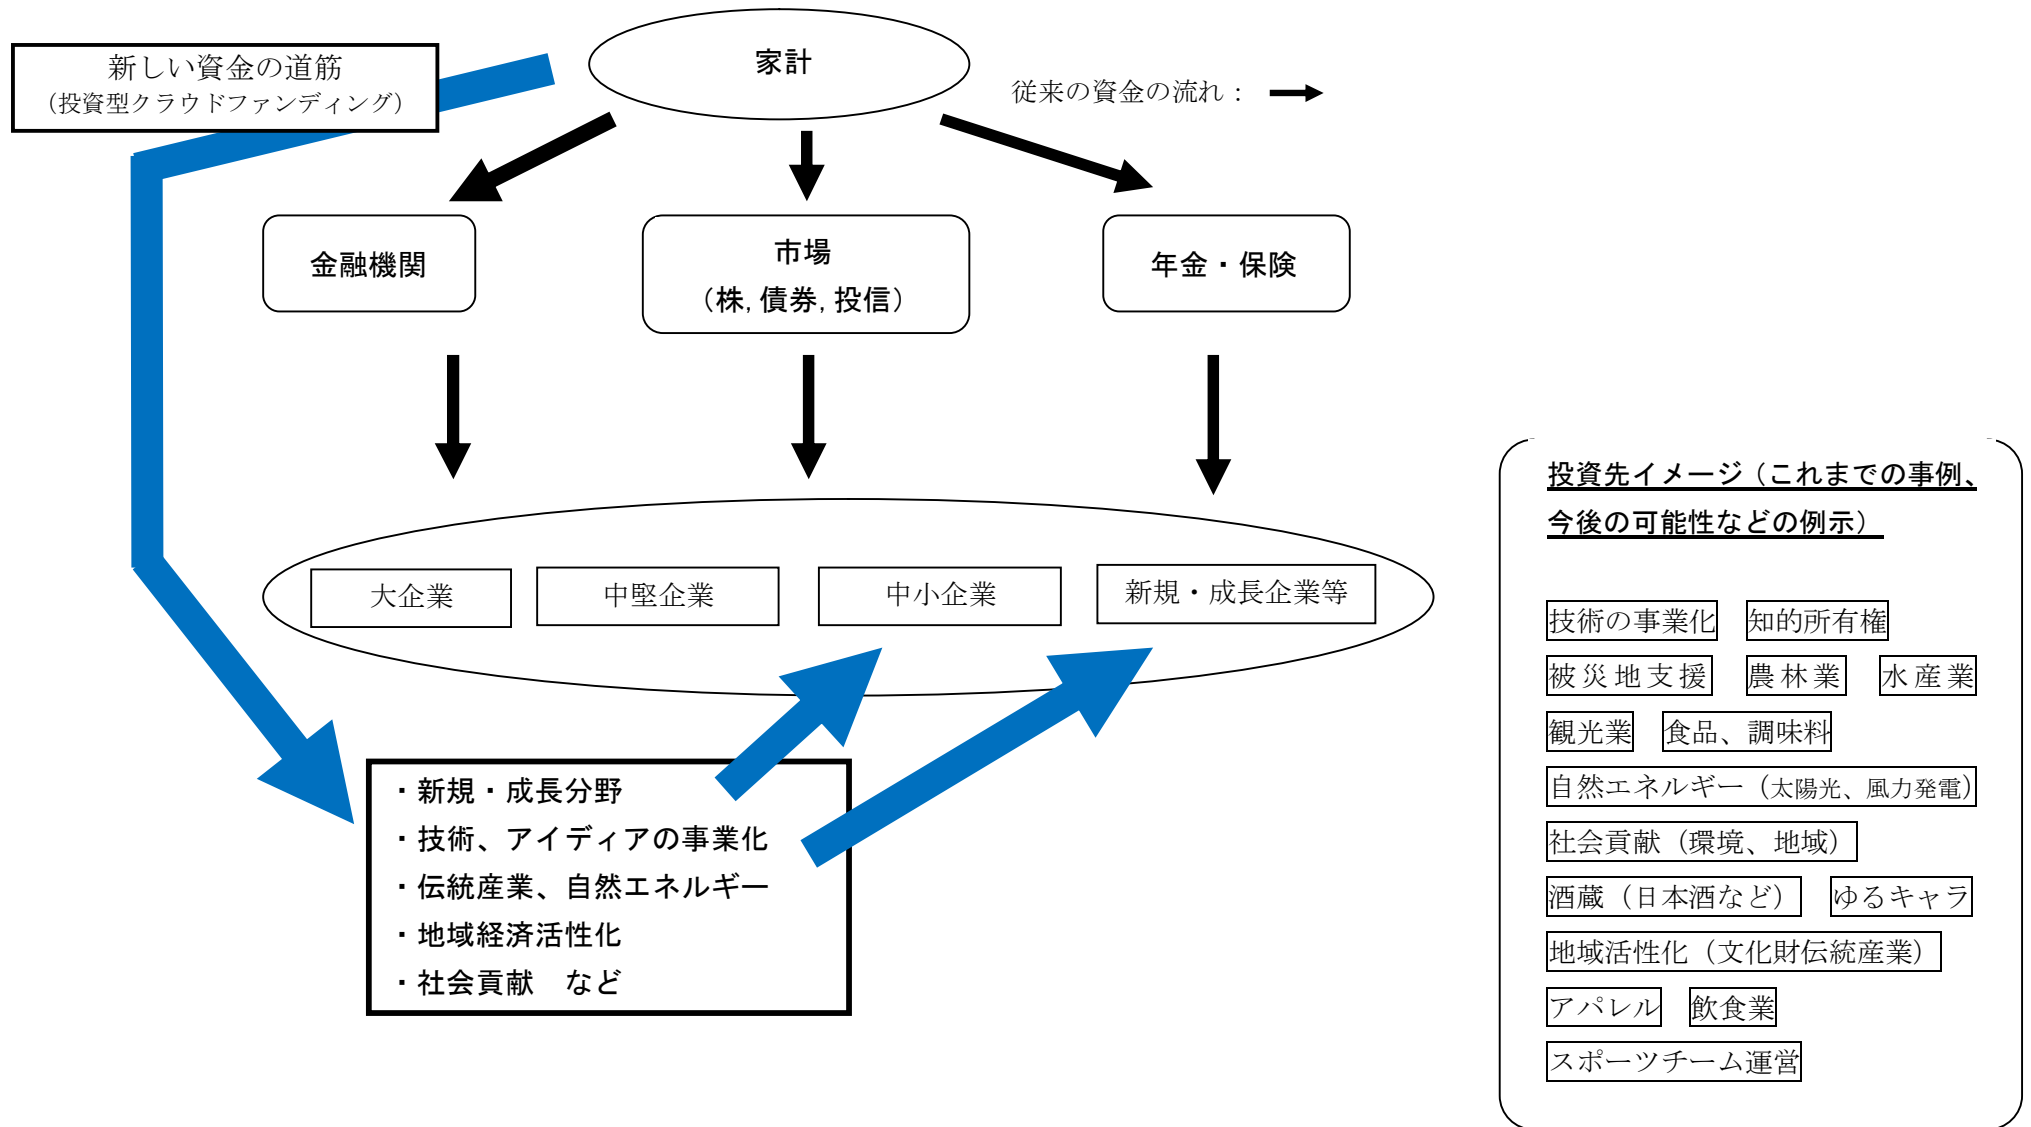 家計
新しい資金の道筋
（投資型クラウドファンディング）
従来の資金の流れ：
金融機関
市場
（株,債券,投信）
年金・保険
大企業
中堅企業
中小企業
新規・成長企業等
・新規・成長分野
・技術、アイディアの事業化
・伝統産業、自然エネルギー
・地域経済活性化
・社会貢献　など
投資先イメージ（これまでの事例、
今後の可能性などの例示）
技術の事業化　知的所有権
被災地支援　農林業　水産業
観光業　食品、調味料
自然エネルギー（太陽光、風力発電）
社会貢献（環境、地域）
酒蔵（日本酒など）　ゆるキャラ
地域活性化（文化財伝統産業）
アパレル　飲食業
スポーツチーム運営